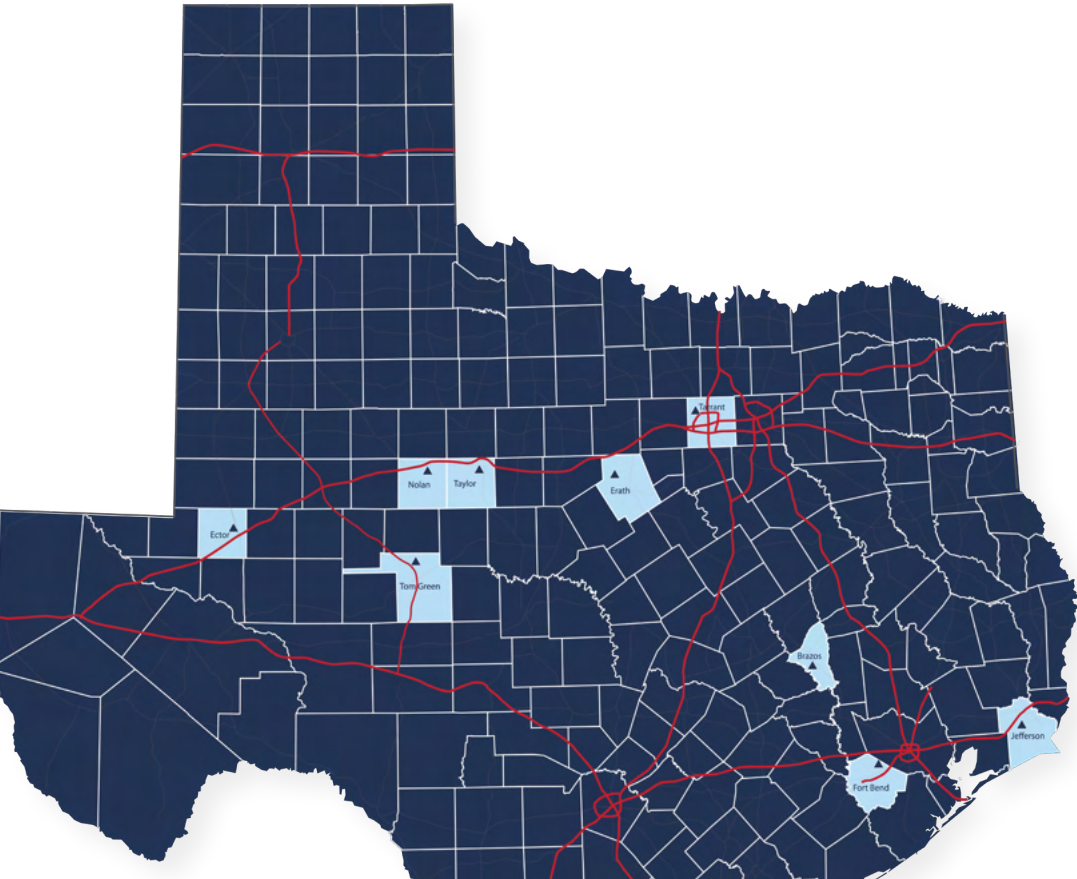 Tarrant
Nolan
Taylor
Erath
Ector
Tom Green
Brazos
Jefferson
Fort Bend